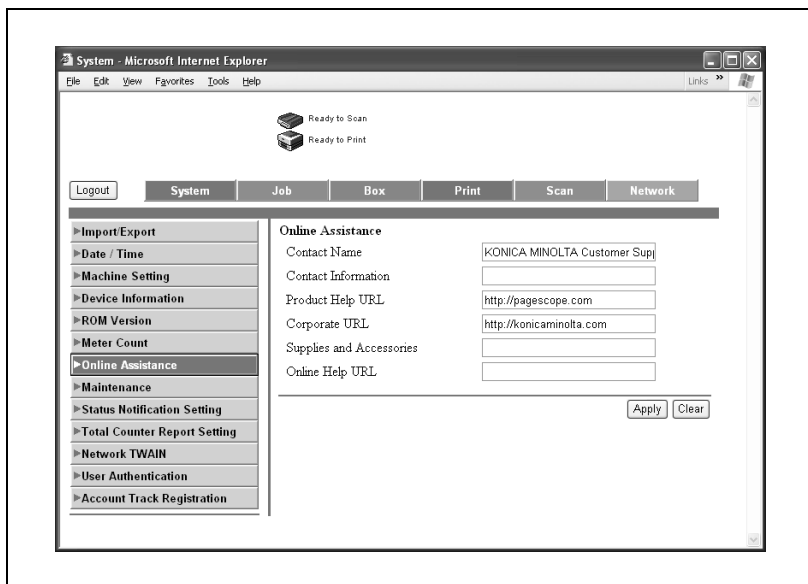 System - Microsoft Internet Explorer
File Edit View Favorites Tools Help Links »
Ready to Scan
Ready to Print
Logout System Job Box Print Scan Network
Import/Export
Date / Time
Machine Setting
Device Information
ROM Version
Meter Count
Online Assistance
Maintenance
Status Notification Setting
Total Counter Report Setting
Network TWAIN
User Authentication
Account Track Registration
Online Assistance
Contact Name KONICA MINOLTA Customer Supp
Contact Information
Product Help URL http://pagescope.com
Corporate URL http://konicaminolta.com
Supplies and Accessories
Online Help URL
Apply Clear